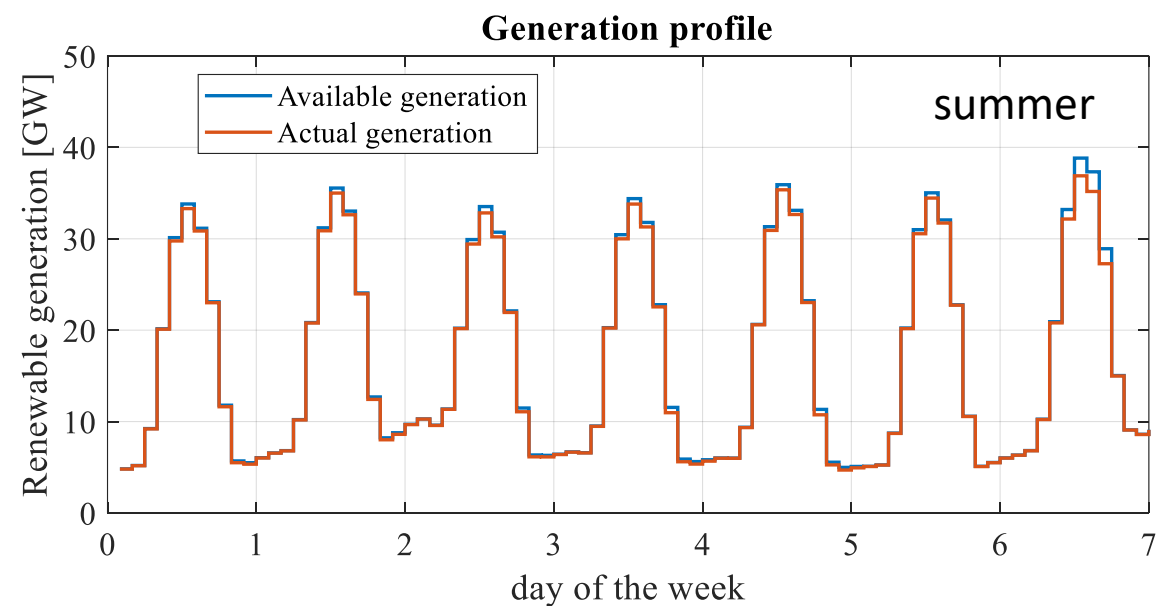 Generation profile
Available generation
Actual generation
summer
Renewable generation [GW]
50
40
30
20
10
0
0 1 2 3 4 5 6 7
day of the week